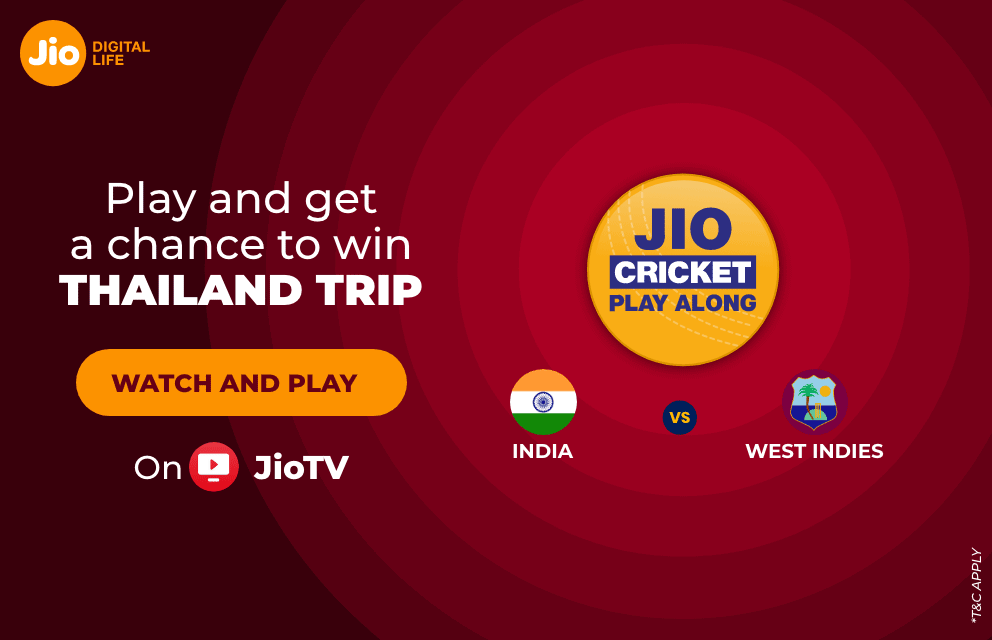 Jio DIGITAL
LIFE
Play and get
a chance to win
THAILAND TRIP
WATCH AND PLAY
On JioTV
JIO
CRICKET
PLAY ALONG
INDIA
VS
WEST INDIES
*T&C APPLY